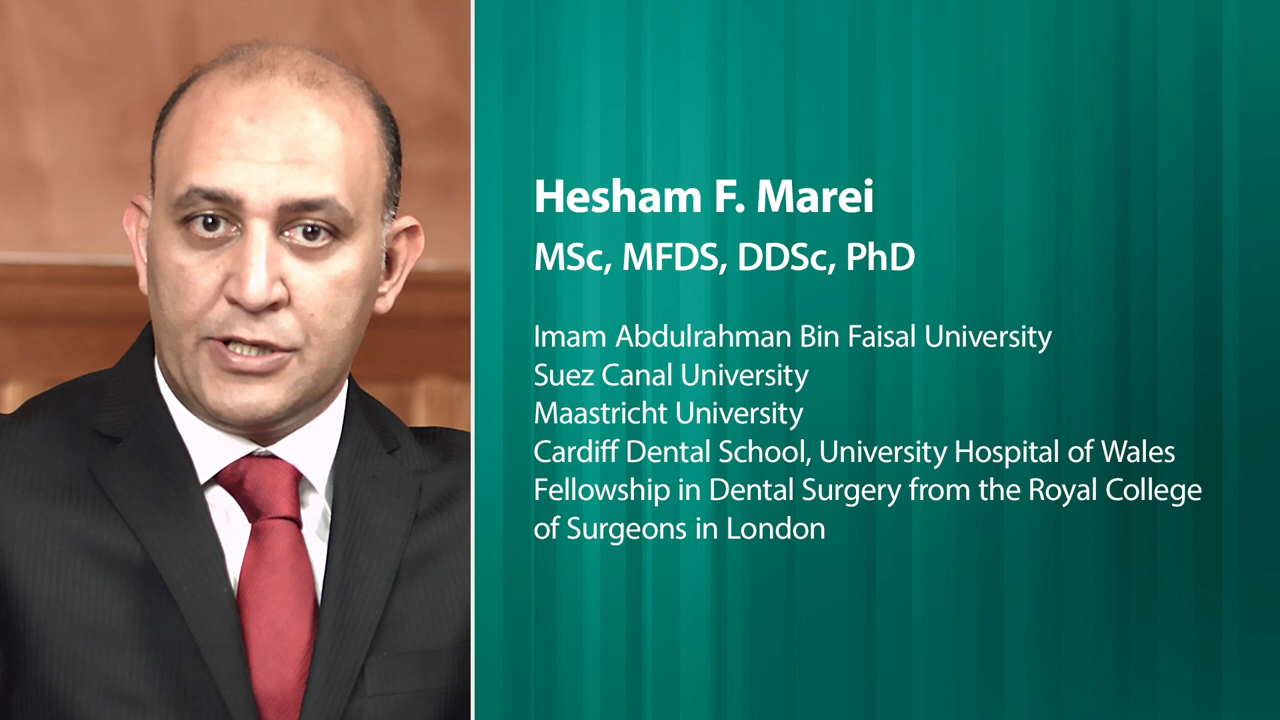 Hesham F. Marei
MSc, MFDS, DDSc, PhD
Imam Abdulrahman Bin Faisal University
Suez Canal University
Maastricht University
Cardiff Dental School, University Hospital of Wales
Fellowship in Dental Surgery from the Royal College
of Surgeons in London